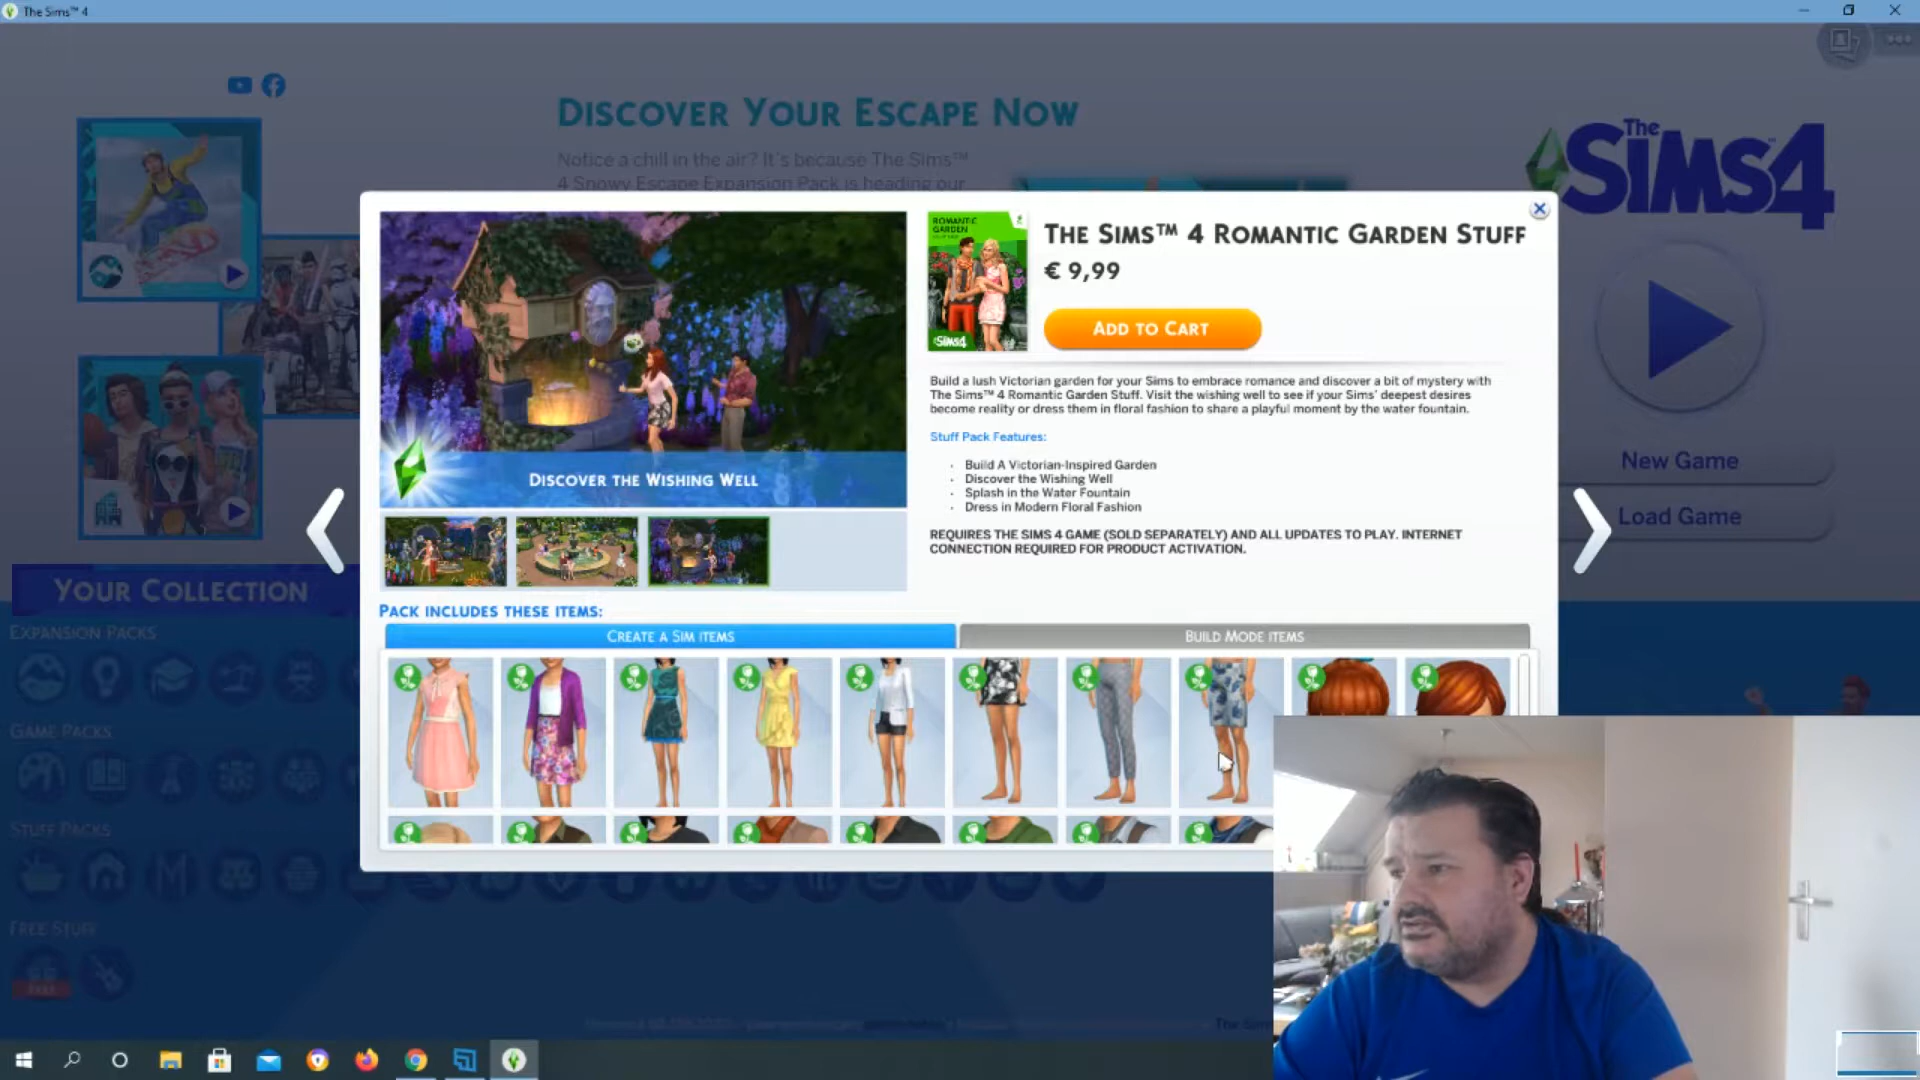 The Sims™ 4
DISCOVER YOUR ESCAPE NOW
Notice a chill in the air? It's because The Sims™
4 Snowy Escape Expansion Pack is heading our
The SIMS 4
ROMANTIC GARDEN
The SIMS 4
THE SIMS™ 4 ROMANTIC GARDEN STUFF
€ 9,99
ADD TO CART
Build a lush Victorian garden for your Sims to embrace romance and discover a bit of mystery with
The Sims™ 4 Romantic Garden Stuff. Visit the wishing well to see if your Sims' deepest desires
become reality or dress them in floral fashion to share a playful moment by the water fountain.
Stuff Pack Features:
· Build A Victorian-Inspired Garden
· Discover the Wishing Well
· Splash in the Water Fountain
· Dress in Modern Floral Fashion
REQUIRES THE SIMS 4 GAME (SOLD SEPARATELY) AND ALL UPDATES TO PLAY. INTERNET
CONNECTION REQUIRED FOR PRODUCT ACTIVATION.
DISCOVER THE WISHING WELL
PACK INCLUDES THESE ITEMS:
CREATE A SIM ITEMS
BUILD MODE ITEMS
New Game
Load Game
YOUR COLLECTION
EXPANSION PACKS
GAME PACKS
STUFF PACKS
FREE STUFF
FREE
The Sims